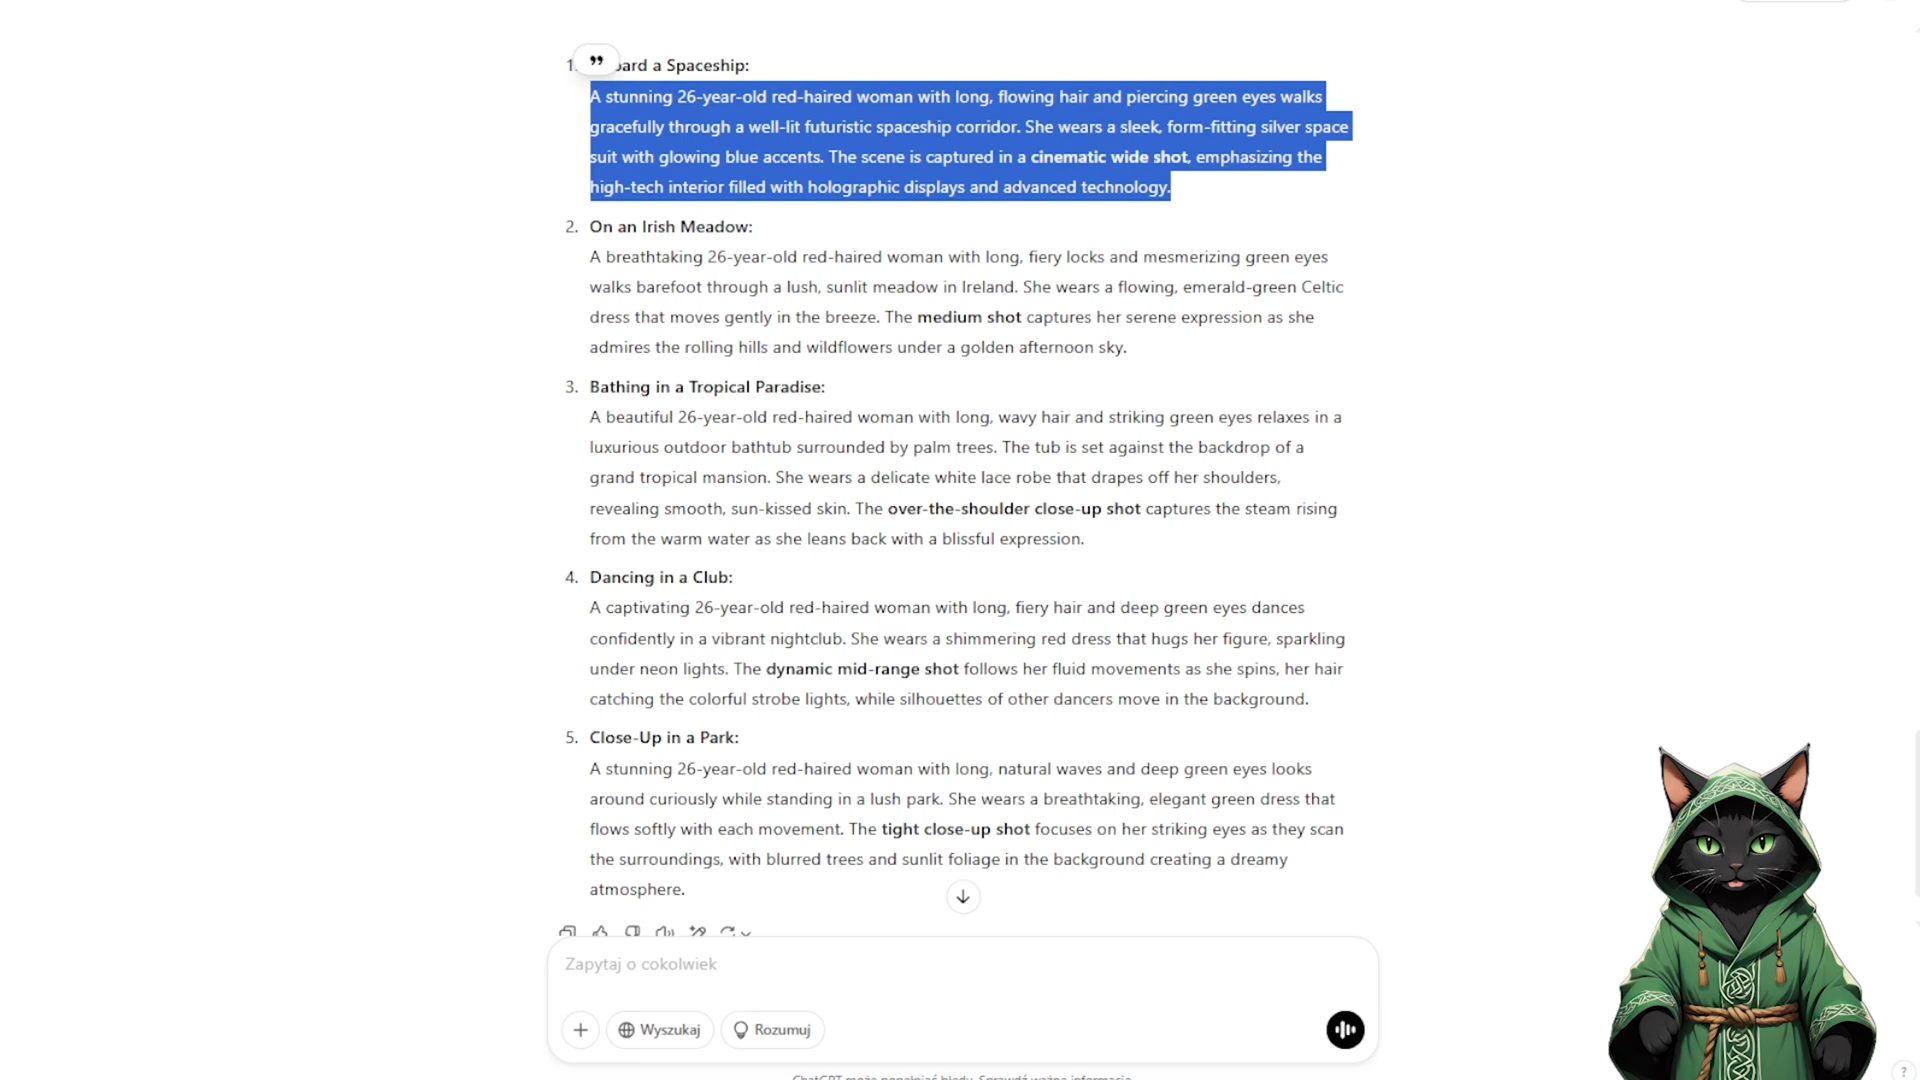 1. ard a Spaceship:
A stunning 26-year-old red-haired woman with long, flowing hair and piercing green eyes walks
gracefully through a well-lit futuristic spaceship corridor. She wears a sleek, form-fitting silver space
suit with glowing blue accents. The scene is captured in a cinematic wide shot, emphasizing the
high-tech interior filled with holographic displays and advanced technology.
2. On an Irish Meadow:
A breathtaking 26-year-old red-haired woman with long, fiery locks and mesmerizing green eyes
walks barefoot through a lush, sunlit meadow in Ireland. She wears a flowing, emerald-green Celtic
dress that moves gently in the breeze. The medium shot captures her serene expression as she
admires the rolling hills and wildflowers under a golden afternoon sky.
3. Bathing in a Tropical Paradise:
A beautiful 26-year-old red-haired woman with long, wavy hair and striking green eyes relaxes in a
luxurious outdoor bathtub surrounded by palm trees. The tub is set against the backdrop of a
grand tropical mansion. She wears a delicate white lace robe that drapes off her shoulders,
revealing smooth, sun-kissed skin. The over-the-shoulder close-up shot captures the steam rising
from the warm water as she leans back with a blissful expression.
4. Dancing in a Club:
A captivating 26-year-old red-haired woman with long, fiery hair and deep green eyes dances
confidently in a vibrant nightclub. She wears a shimmering red dress that hugs her figure, sparkling
under neon lights. The dynamic mid-range shot follows her fluid movements as she spins, her hair
catching the colorful strobe lights, while silhouettes of other dancers move in the background.
5. Close-Up in a Park:
A stunning 26-year-old red-haired woman with long, natural waves and deep green eyes looks
around curiously while standing in a lush park. She wears a breathtaking, elegant green dress that
flows softly with each movement. The tight close-up shot focuses on her striking eyes as they scan
the surroundings, with blurred trees and sunlit foliage in the background creating a dreamy
atmosphere.
Zapytaj o cokolwiek
Wyszukaj Rozumuj
ChatGPT może popełniać błędy. Sprawdź ważne informacje.
?